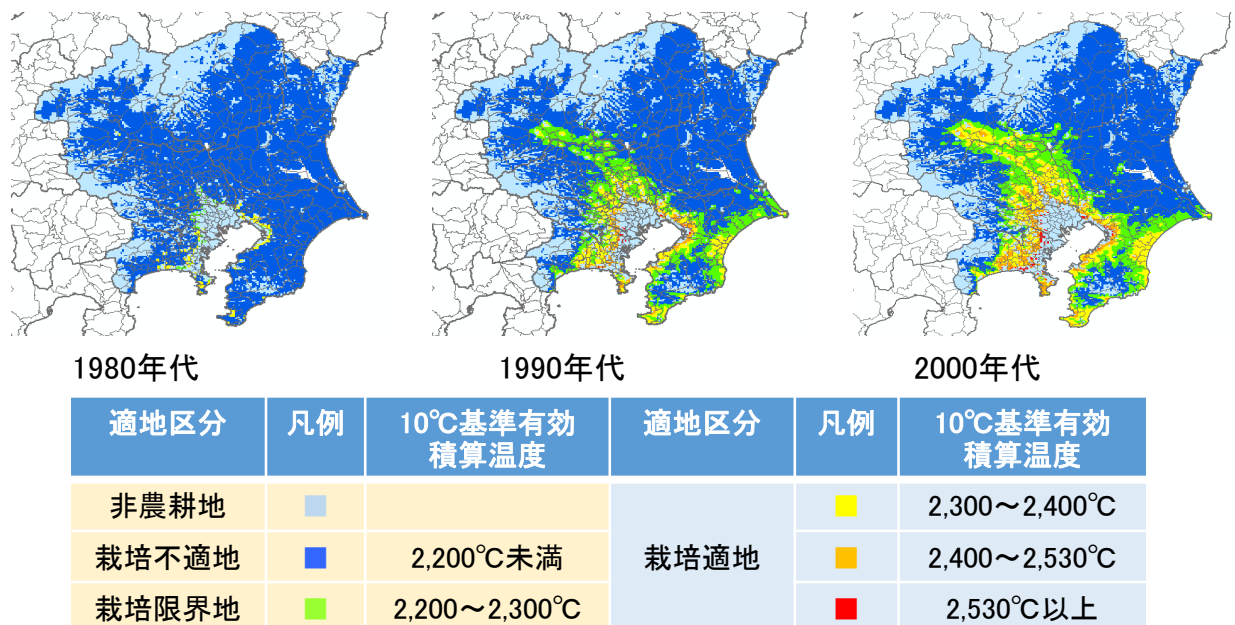 1980年代
1990年代
2000年代
適地区分 凡例 10℃基準有効 適地区分 凡例 10℃基準有効
積算温度 積算温度
非農耕地 2,300～2,400℃
栽培不適地 2,200℃未満 栽培適地 2,400～2,530℃
栽培限界地 2,200～2,300℃ 2,530℃以上